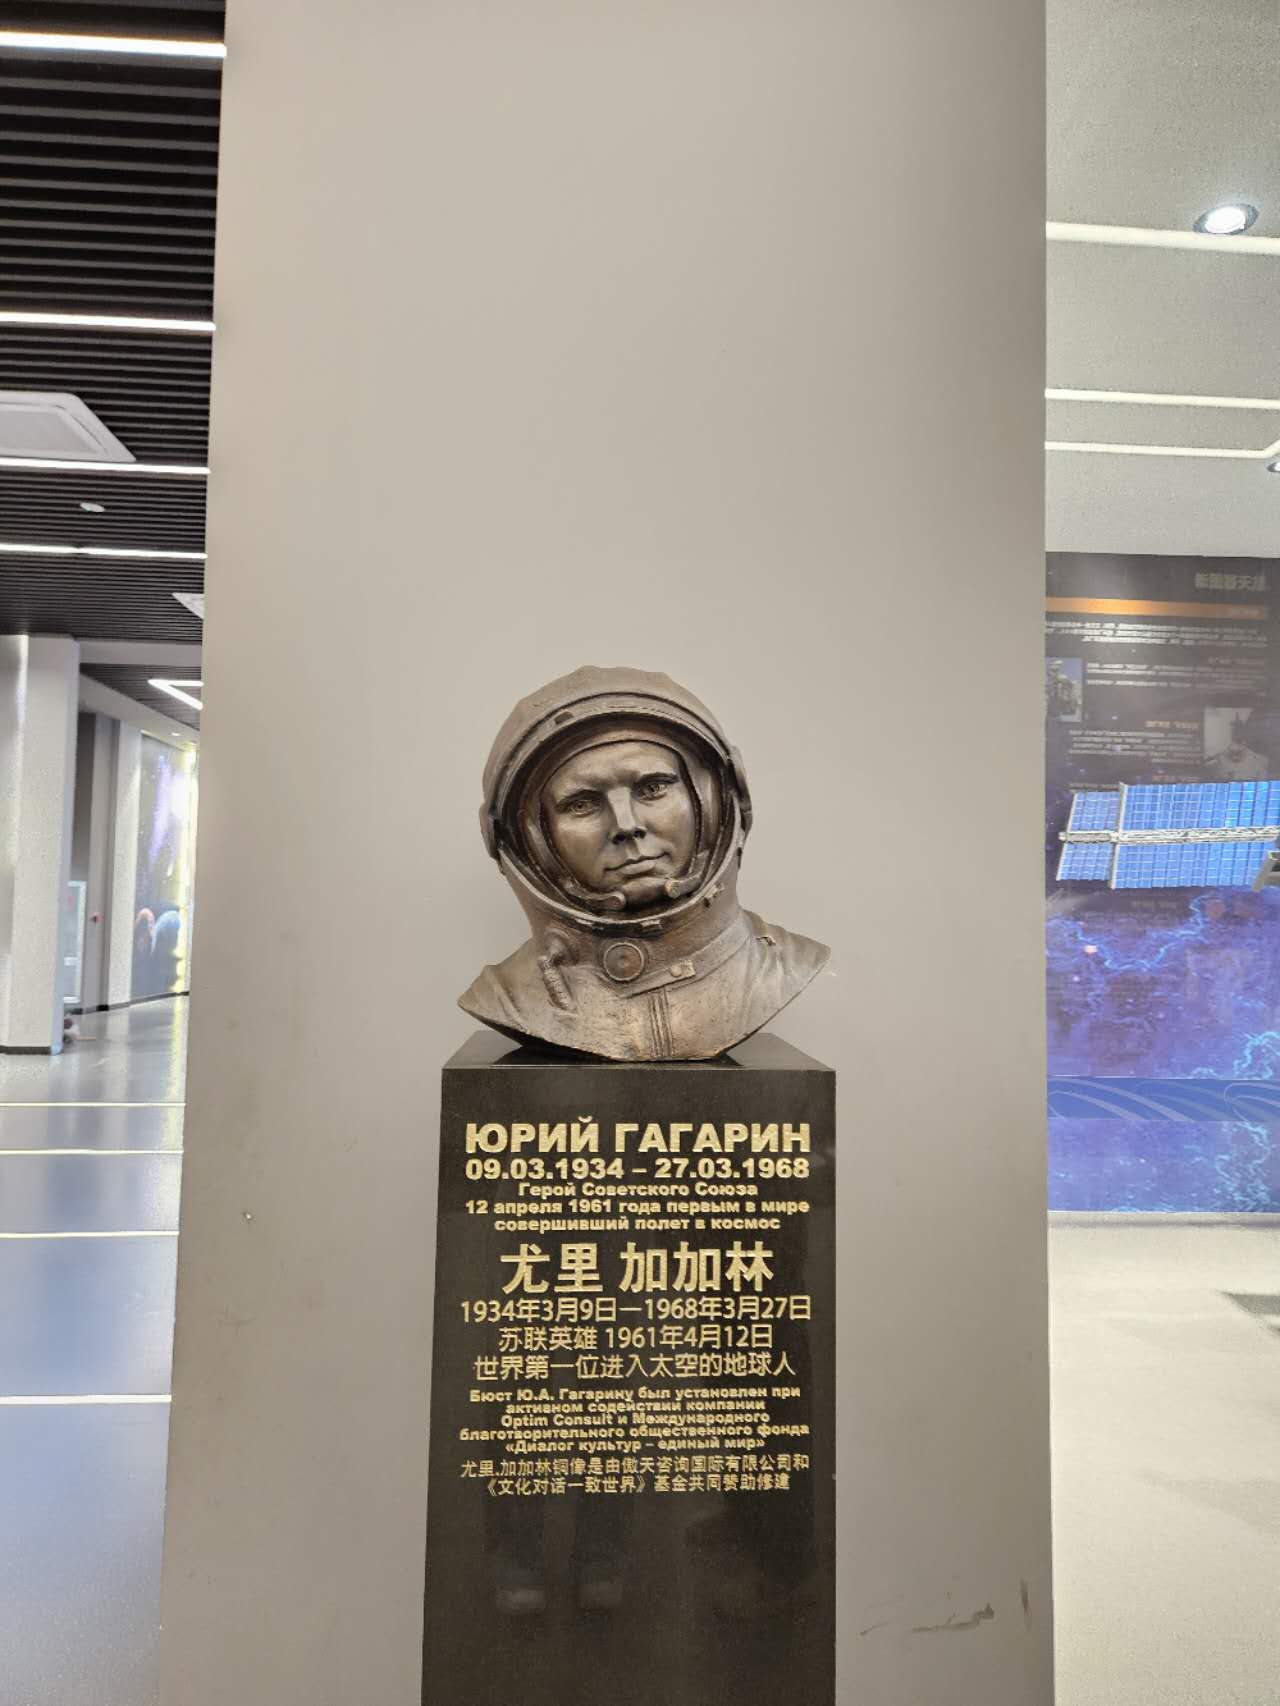 ЮРИЙ ГАГАРИН
09.03.1934 – 27.03.1968
Герой Советского Союза
12 апреля 1961 года первым в мире
совершивший полет в космос
尤里 加加林
1934年3月9日—1968年3月27日
苏联英雄 1961年4月12日
世界第一位进入太空的地球人
Бюст Ю.А. Гагарину был установлен при
активном содействии компании
Optim Consult и Международного
благотворительного общественного фонда
«Диалог культур – единый мир»
尤里.加加林铜像是由傲天咨询国际有限公司和
《文化对话一致世界》基金共同赞助修建